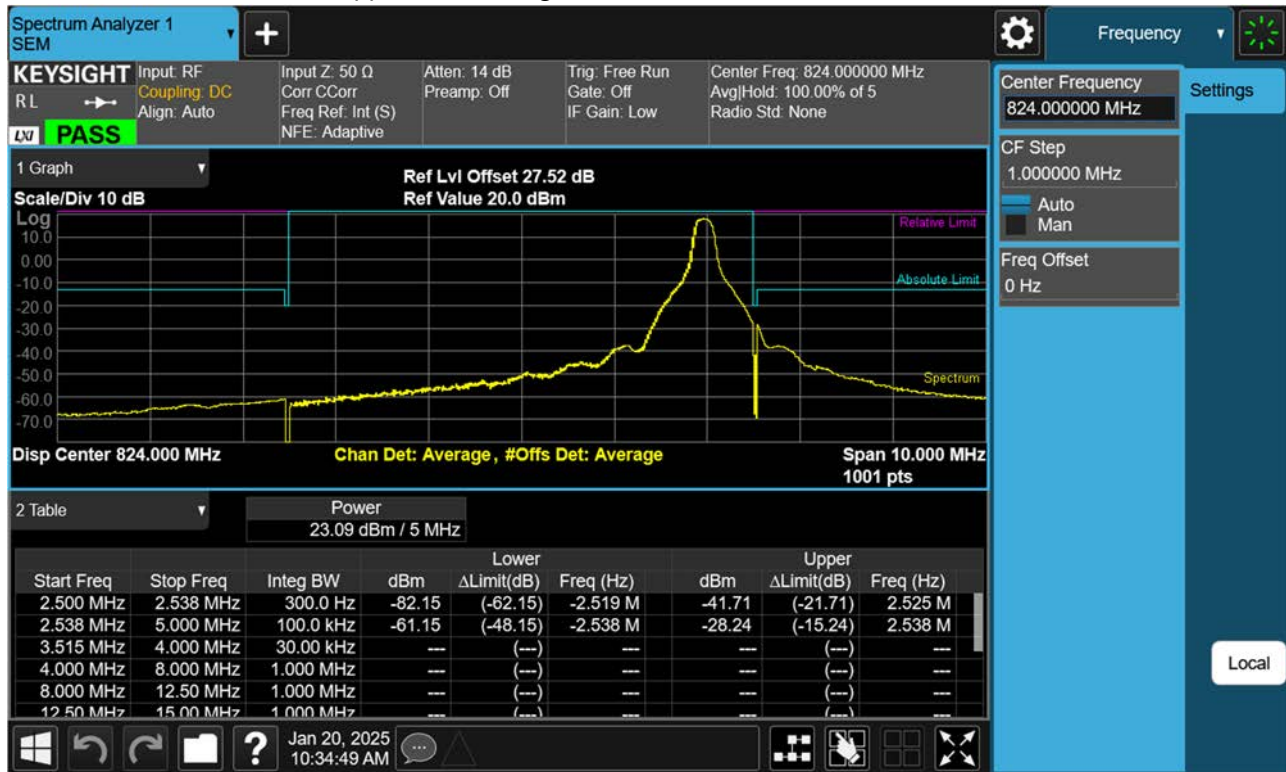 Spectrum Analyzer 1
SEM
Frequency
KEYSIGHT
RL
LXI
PASS
Input: RF
Coupling: DC
Align: Auto
Input Z: 50 Ω
Corr CCorr
Freq Ref: Int (S)
NFE: Adaptive
Atten: 14 dB
Preamp: Off
Trig: Free Run
Gate: Off
IF Gain: Low
Center Freq: 824.000000 MHz
Avg|Hold: 100.00% of 5
Radio Std: None
Center Frequency
824.000000 MHz
Settings
CF Step
1.000000 MHz
Auto
Man
Freq Offset
0 Hz
Local
1 Graph
Scale/Div 10 dB
Ref Lvl Offset 27.52 dB
Ref Value 20.0 dBm
Log
10.0
0.00
-10.0
-20.0
-30.0
-40.0
-50.0
-60.0
-70.0
Relative Limit
Absolute Limit
Spectrum
Disp Center 824.000 MHz
Chan Det: Average , #Offs Det: Average
Span 10.000 MHz
1001 pts
2 Table
Power
23.09 dBm / 5 MHz
Lower Upper
Start Freq Stop Freq Integ BW dBm ΔLimit(dB) Freq (Hz) dBm ΔLimit(dB) Freq (Hz)
2.500 MHz 2.538 MHz 300.0 Hz -82.15 (-62.15) -2.519 M -41.71 (-21.71) 2.525 M
2.538 MHz 5.000 MHz 100.0 kHz -61.15 (-48.15) -2.538 M -28.24 (-15.24) 2.538 M
3.515 MHz 4.000 MHz 30.00 kHz --- (---) --- --- (---) ---
4.000 MHz 8.000 MHz 1.000 MHz --- (---) --- --- (---) ---
8.000 MHz 12.50 MHz 1.000 MHz --- (---) --- --- (---) ---
12.50 MHz 15.00 MHz 1.000 MHz --- (---) --- --- (---) ---
? Jan 20, 2025
10:34:49 AM